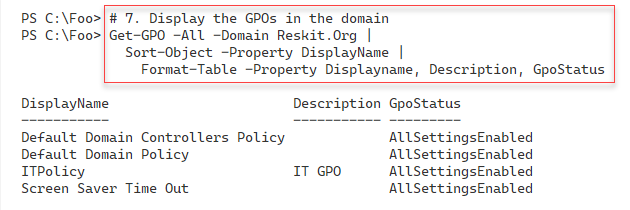 PS C:\Foo> # 7. Display the GPOs in the domain
PS C:\Foo> Get-GPO -All -Domain Reskit.Org |
Sort-Object -Property DisplayName |
Format-Table -Property Displayname, Description, GpoStatus
DisplayName Description GpoStatus
----------- ----------- ---------
Default Domain Controllers Policy AllSettingsEnabled
Default Domain Policy AllSettingsEnabled
ITPolicy IT GPO AllSettingsEnabled
Screen Saver Time Out AllSettingsEnabled